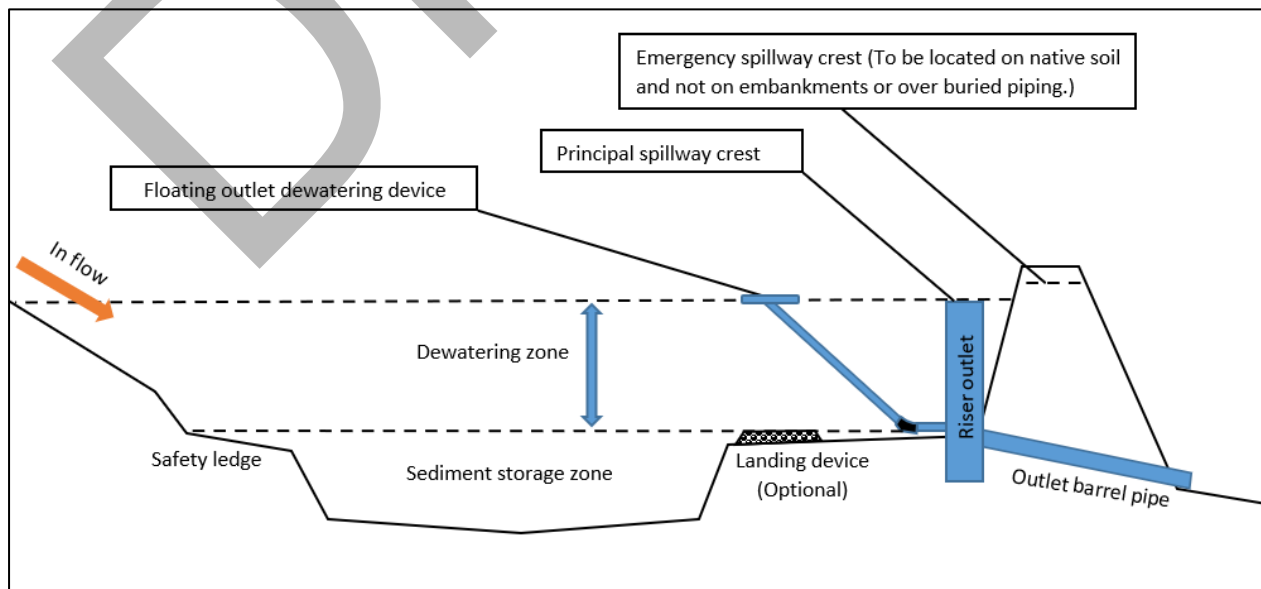 Emergency spillway crest (To be located on native soil
and not on embankments or over buried piping.)
Principal spillway crest
Floating outlet dewatering device
In flow
Dewatering zone
Riser outlet
Safety ledge
Sediment storage zone
Landing device
(Optional)
Outlet barrel pipe